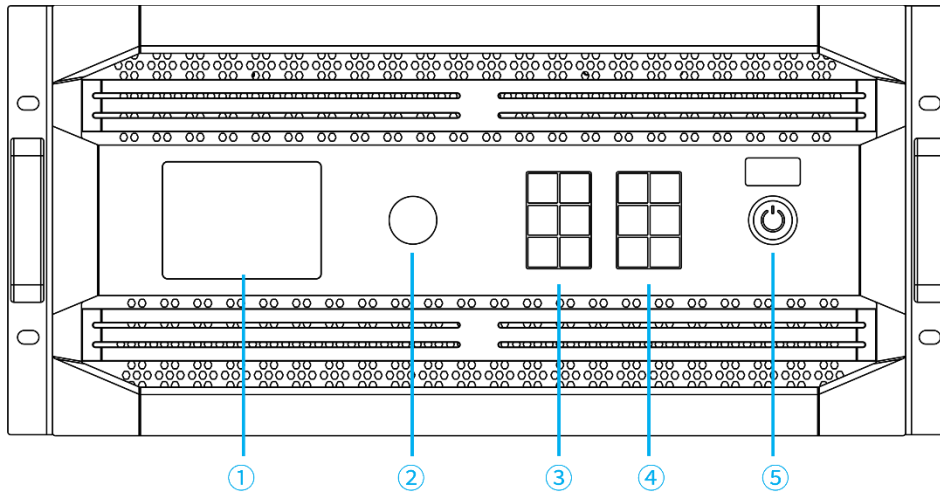 ① ② ③ ④ ⑤